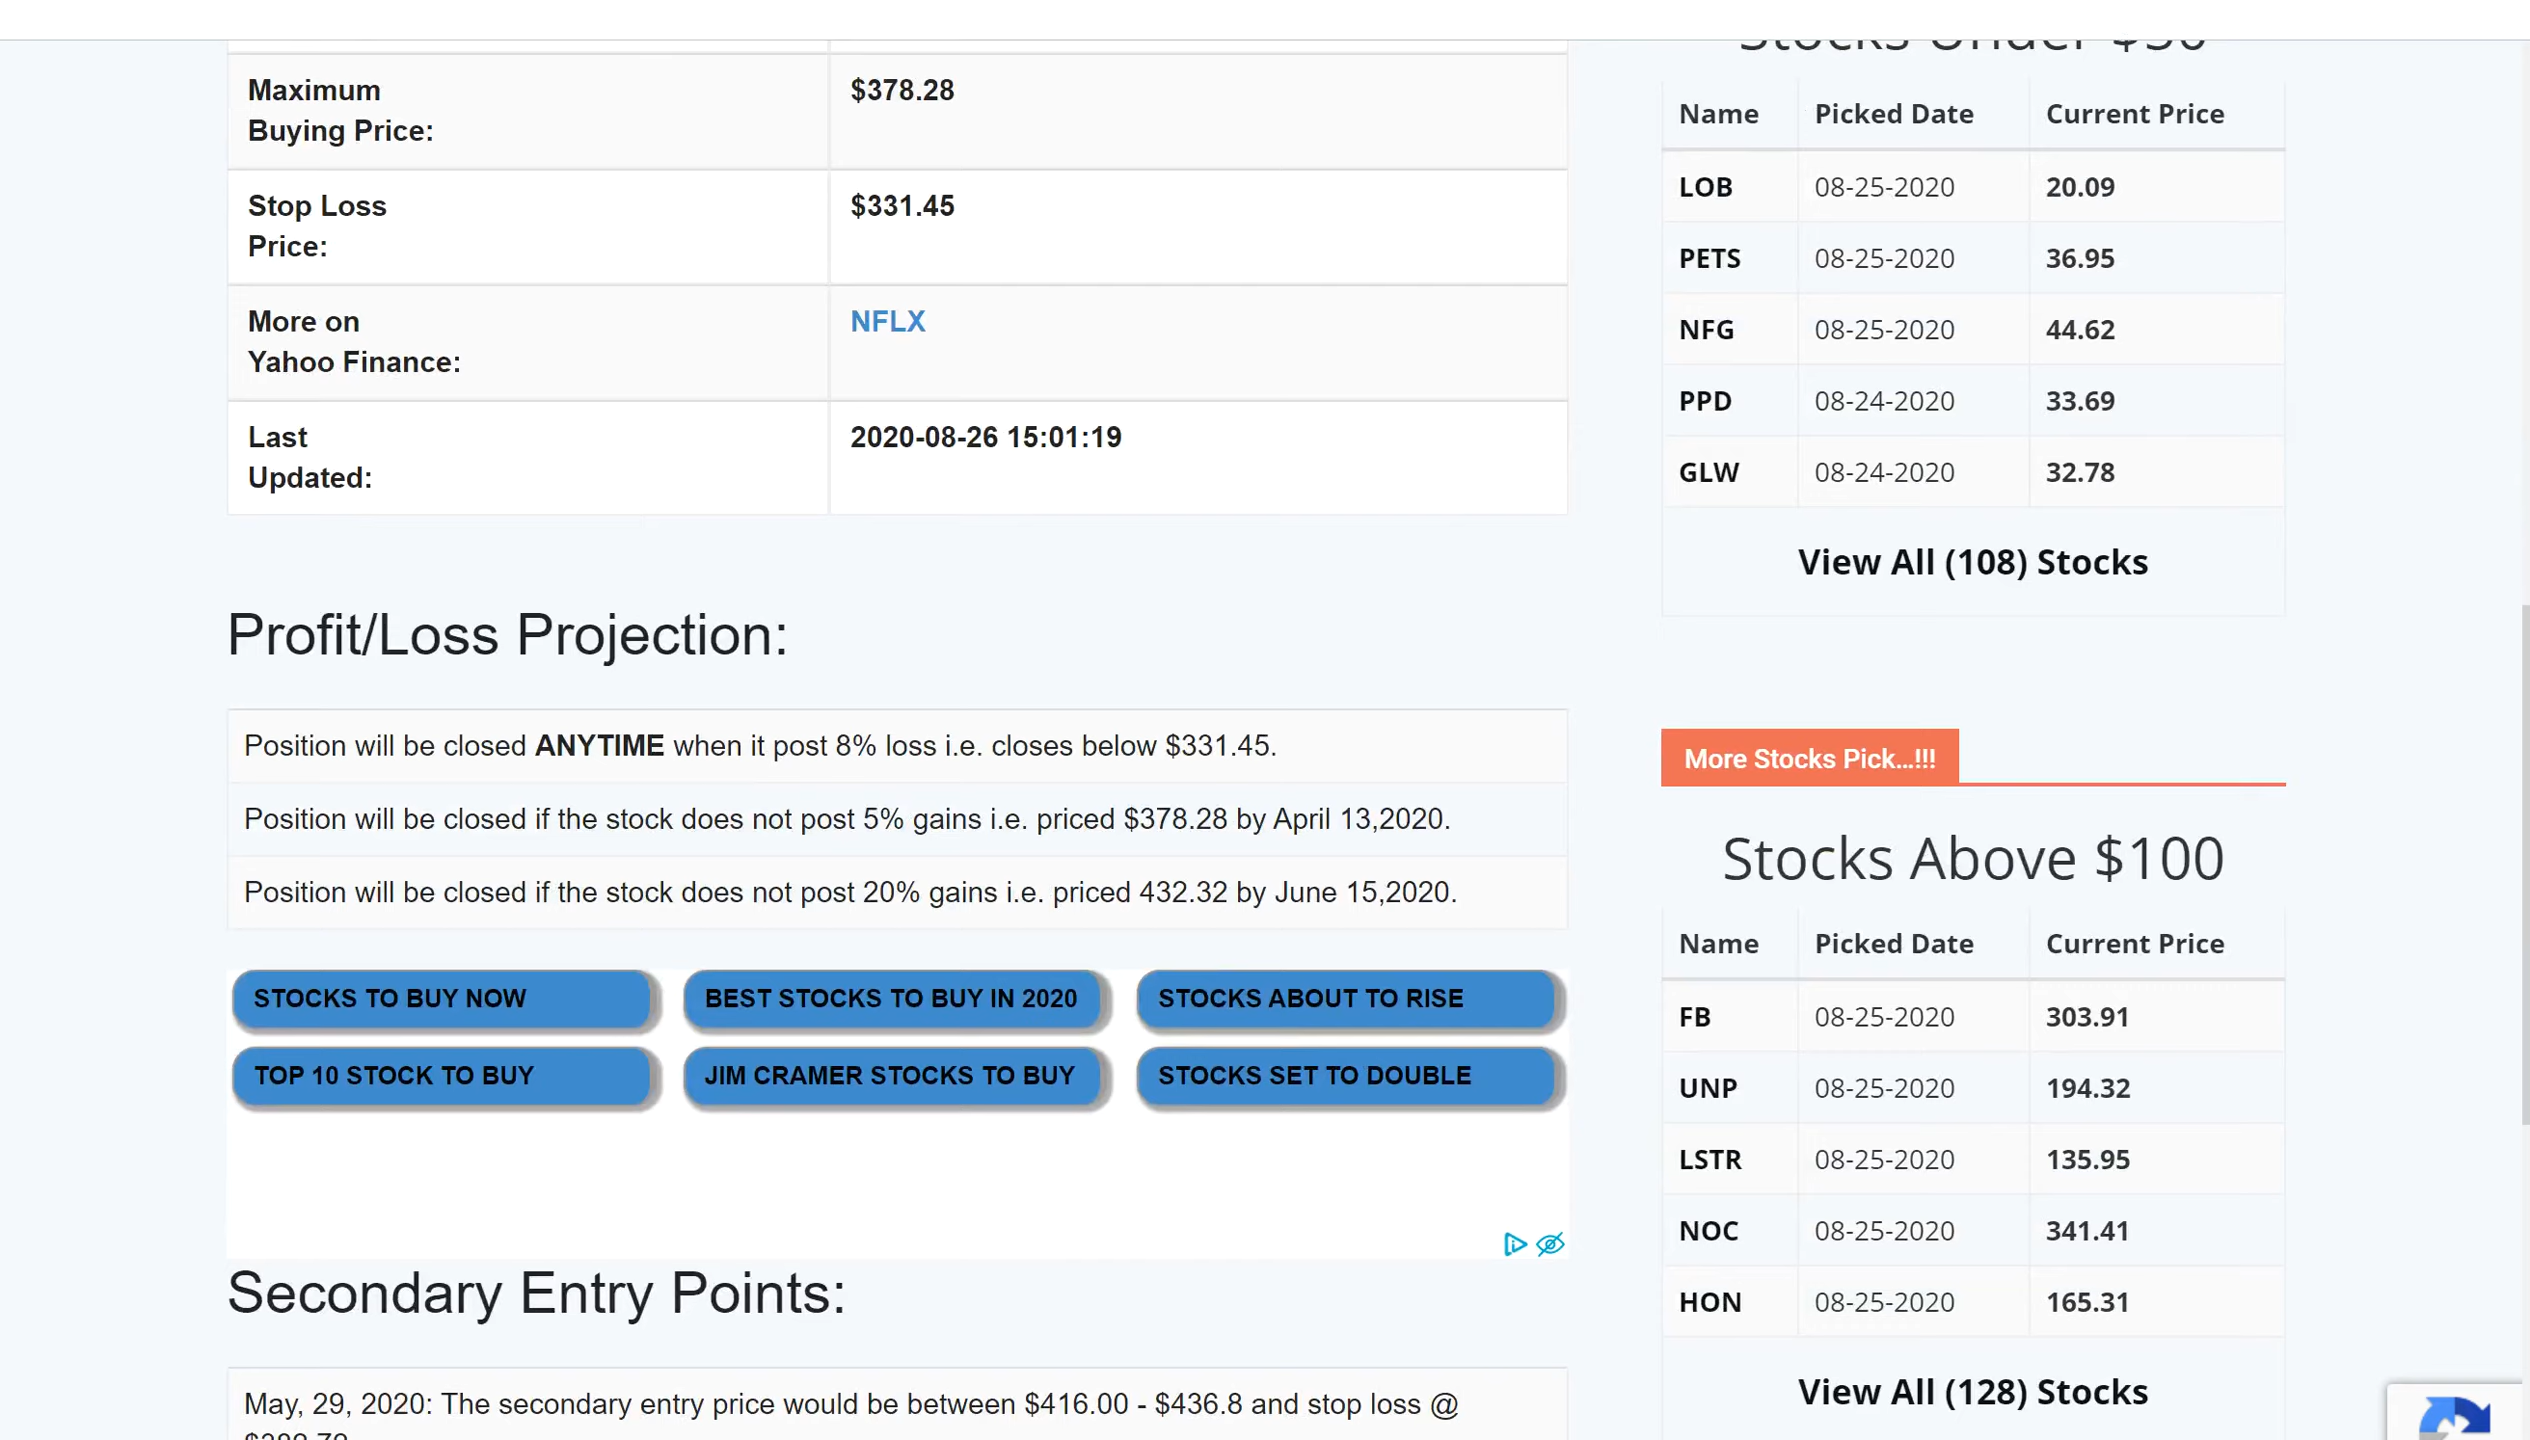 Maximum
Buying Price:
$378.28
Stop Loss
Price:
$331.45
More on
Yahoo Finance:
NFLX
Last
Updated:
2020-08-26 15:01:19
Profit/Loss Projection:
Position will be closed ANYTIME when it post 8% loss i.e. closes below $331.45.
Position will be closed if the stock does not post 5% gains i.e. priced $378.28 by April 13,2020.
Position will be closed if the stock does not post 20% gains i.e. priced 432.32 by June 15,2020.
STOCKS TO BUY NOW
BEST STOCKS TO BUY IN 2020
STOCKS ABOUT TO RISE
TOP 10 STOCK TO BUY
JIM CRAMER STOCKS TO BUY
STOCKS SET TO DOUBLE
Secondary Entry Points:
May, 29, 2020: The secondary entry price would be between $416.00 - $436.8 and stop loss @
Stocks Under $50
Name Picked Date Current Price
LOB 08-25-2020 20.09
PETS 08-25-2020 36.95
NFG 08-25-2020 44.62
PPD 08-24-2020 33.69
GLW 08-24-2020 32.78
View All (108) Stocks
More Stocks Pick...!!!
Stocks Above $100
Name Picked Date Current Price
FB 08-25-2020 303.91
UNP 08-25-2020 194.32
LSTR 08-25-2020 135.95
NOC 08-25-2020 341.41
HON 08-25-2020 165.31
View All (128) Stocks